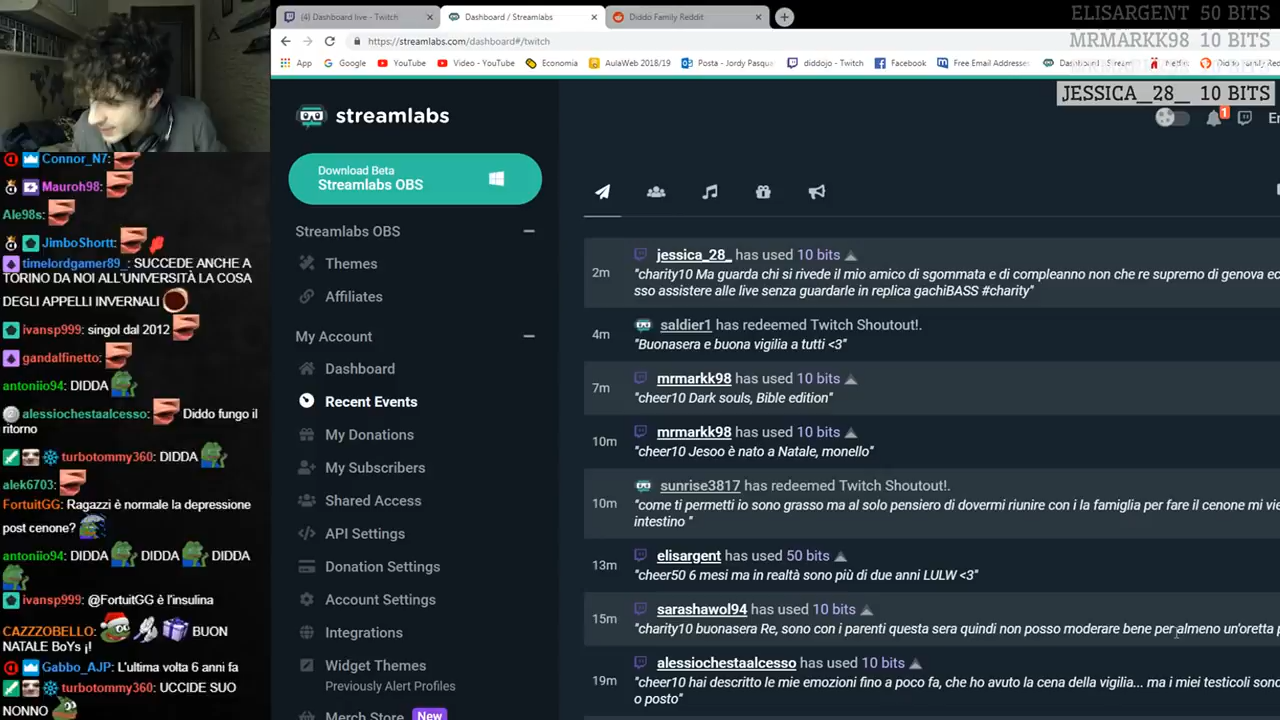 (4) Dashboard live - Twitch
Dashboard / Streamlabs
Diddo Family Reddit
https://streamlabs.com/dashboard#/twitch
App
Google
YouTube
Video - YouTube
Economia
AulaWeb 2018/19
Posta - Jordy Pasqu
diddojo - Twitch
Facebook
Free Email Addresses
Dashboard
Diddo Family
ELISARGENT 50 BITS
MRMARKK98 10 BITS
JESSICA_28_ 10 BITS
streamlabs
Download Beta
Streamlabs OBS
Streamlabs OBS
Themes
Affiliates
My Account
Dashboard
Recent Events
My Donations
My Subscribers
Shared Access
API Settings
Donation Settings
Account Settings
Integrations
Widget Themes
Previously Alert Profiles
Merch Store New
1
2m
jessica_28_ has used 10 bits
"charity10 Ma guarda chi si rivede il mio amico di sgommata e di compleanno non che re supremo di genova ec
sso assistere alle live senza guardarle in replica gachiBASS #charity"
4m
saldier1 has redeemed Twitch Shoutout!.
"Buonasera e buona vigilia a tutti <3"
7m
mrmarkk98 has used 10 bits
"cheer10 Dark souls, Bible edition"
10m
mrmarkk98 has used 10 bits
"cheer10 Jesoo è nato a Natale, monello"
10m
sunrise3817 has redeemed Twitch Shoutout!.
"come ti permetti io sono grasso ma al solo pensiero di dovermi riunire con i la famiglia per fare il cenone mi vie
intestino "
13m
elisargent has used 50 bits
"cheer50 6 mesi ma in realtà sono più di due anni LULW <3"
15m
sarashawol94 has used 10 bits
"charity10 buonasera Re, sono con i parenti questa sera quindi non posso moderare bene per almeno un'oretta p
19m
alessiochestaalcesso has used 10 bits
"cheer10 hai descritto le mie emozioni fino a poco fa, che ho avuto la cena della vigilia... ma i miei testicoli sono
o posto"
Connor_N7:
Mauroh98:
Ale98s:
JimboShortt:
timelordgamer89_: SUCCEDE ANCHE A
TORINO DA NOI ALL'UNIVERSITÀ LA COSA
DEGLI APPELLI INVERNALI
ivansp999: singol dal 2012
gandalfinetto:
antoniio94: DIDDA
alessiochestaalcesso: Diddo fungo il
ritorno
turbotommy360: DIDDA
alek6703:
FortuitGG: Ragazzi è normale la depressione
post cenone?
antoniio94: DIDDA DIDDA DIDDA
ivansp999: @FortuitGG è l'insulina
CAZZZOBELLO: BUON
NATALE BoYs ¡!
Gabbo_AJP: L'ultima volta 6 anni fa
turbotommy360: UCCIDE SUO
NONNO